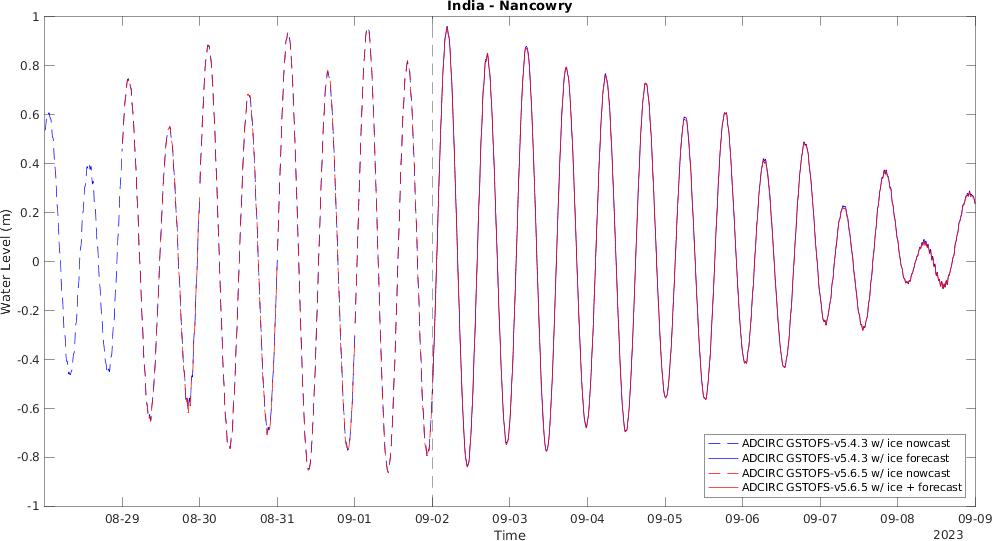 India - Nancowry
1
0.8
0.6
0.4
0.2
0
-0.2
-0.4
-0.6
-0.8
-1
Water Level (m)
ADCIRC GSTOFS-v5.4.3 w/ ice nowcast
ADCIRC GSTOFS-v5.4.3 w/ ice forecast
ADCIRC GSTOFS-v5.6.5 w/ ice nowcast
ADCIRC GSTOFS-v5.6.5 w/ ice + forecast
08-29 08-30 08-31 09-01 09-02 09-03 09-04 09-05 09-06 09-07 09-08 09-09
Time
2023